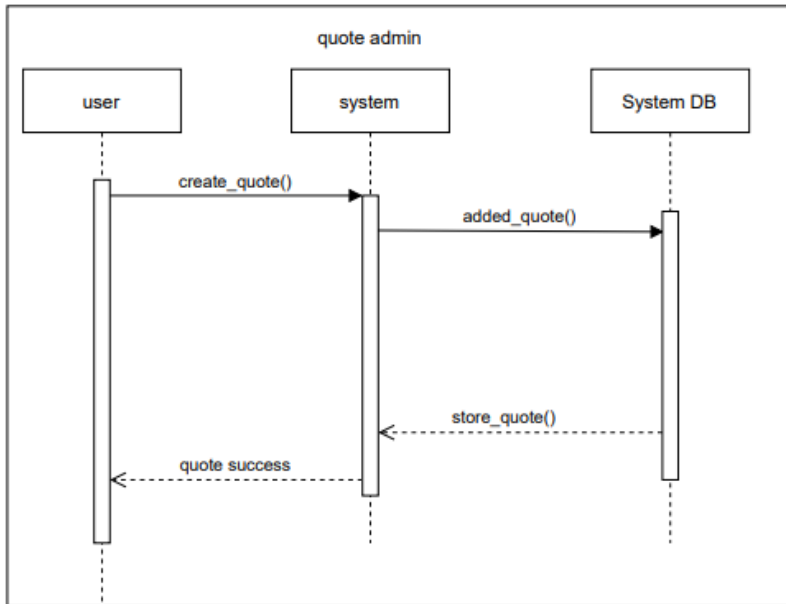 quote admin
user
system
System DB
create_quote()
added_quote()
store_quote()
quote success